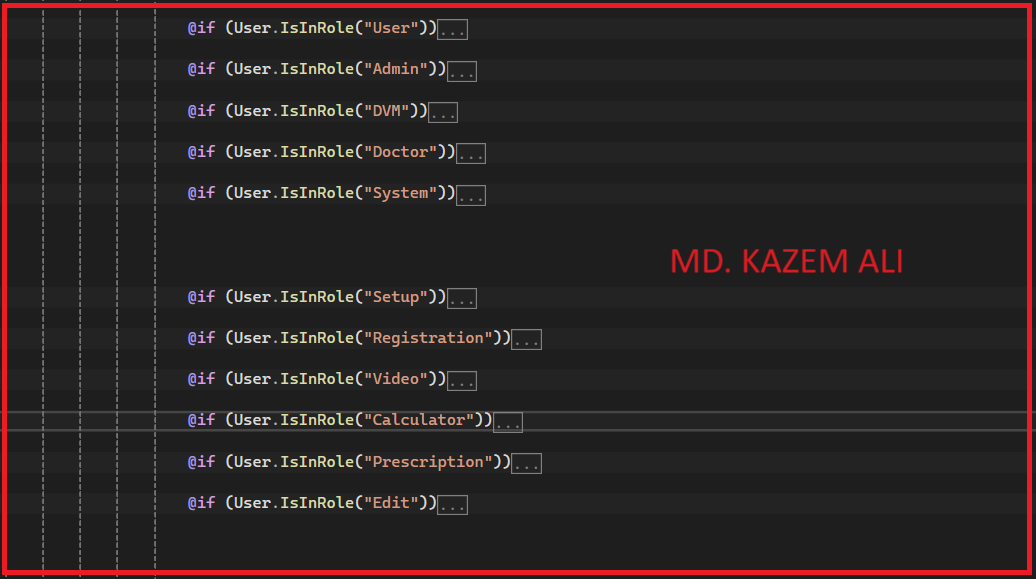 @if (User.IsInRole("User"))...
@if (User.IsInRole("Admin"))...
@if (User.IsInRole("DVM"))...
@if (User.IsInRole("Doctor"))...
@if (User.IsInRole("System"))...
MD. KAZEM ALI
@if (User.IsInRole("Setup"))...
@if (User.IsInRole("Registration"))...
@if (User.IsInRole("Video"))...
@if (User.IsInRole("Calculator"))...
@if (User.IsInRole("Prescription"))...
@if (User.IsInRole("Edit"))...